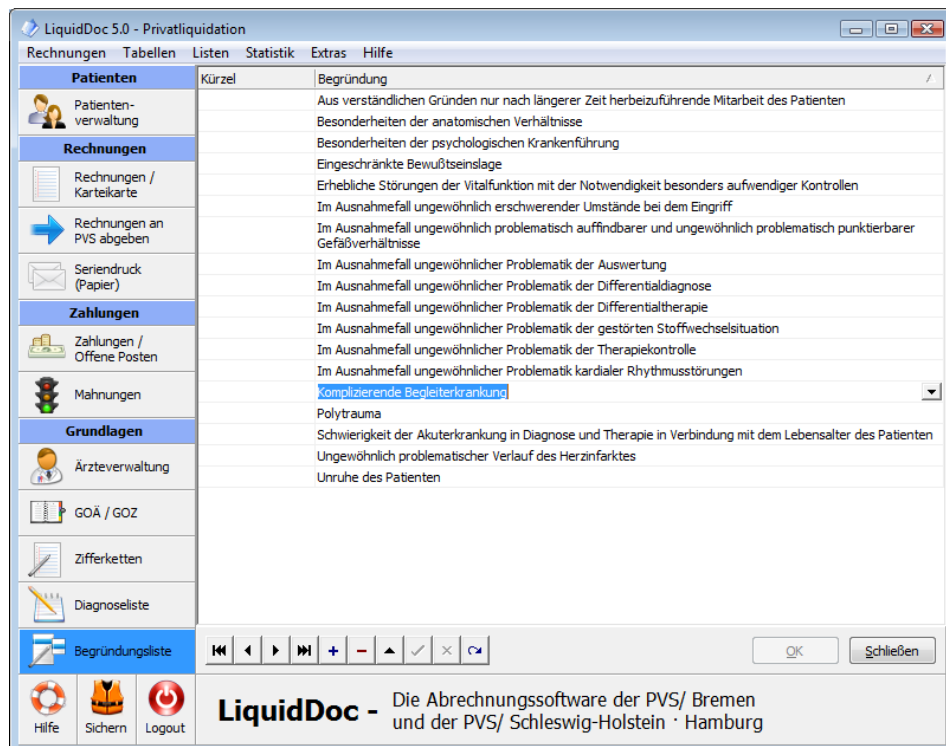 LiquidDoc 5.0 - Privatliquidation
Rechnungen Tabellen Listen Statistik Extras Hilfe
Patienten
Patienten-
verwaltung
Rechnungen
Rechnungen /
Karteikarte
Rechnungen an
PVS abgeben
Seriendruck
(Papier)
Zahlungen
Zahlungen /
Offene Posten
Mahnungen
Grundlagen
Ärzteverwaltung
GOÄ / GOZ
Zifferketten
Diagnoseliste
Begründungsliste
Hilfe Sichern Logout
Kürzel Begründung
Aus verständlichen Gründen nur nach längerer Zeit herbeizuführende Mitarbeit des Patienten
Besonderheiten der anatomischen Verhältnisse
Besonderheiten der psychologischen Krankenführung
Eingeschränkte Bewußtseinslage
Erhebliche Störungen der Vitalfunktion mit der Notwendigkeit besonders aufwendiger Kontrollen
Im Ausnahmefall ungewöhnlich erschwerender Umstände bei dem Eingriff
Im Ausnahmefall ungewöhnlich problematisch auffindbarer und ungewöhnlich problematisch punktierbarer
Gefäßverhältnisse
Im Ausnahmefall ungewöhnlicher Problematik der Auswertung
Im Ausnahmefall ungewöhnlicher Problematik der Differentialdiagnose
Im Ausnahmefall ungewöhnlicher Problematik der Differentialtherapie
Im Ausnahmefall ungewöhnlicher Problematik der gestörten Stoffwechselsituation
Im Ausnahmefall ungewöhnlicher Problematik der Therapiekontrolle
Im Ausnahmefall ungewöhnlicher Problematik kardialer Rhythmusstörungen
Komplizierende Begleiterkrankung
Polytrauma
Schwierigkeit der Akuterkrankung in Diagnose und Therapie in Verbindung mit dem Lebensalter des Patienten
Ungewöhnlich problematischer Verlauf des Herzinfarktes
Unruhe des Patienten
OK Schließen
LiquidDoc - Die Abrechnungssoftware der PVS/ Bremen
und der PVS/ Schleswig-Holstein · Hamburg